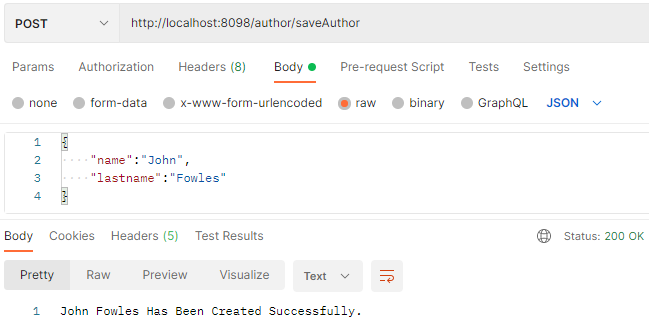 POST http://localhost:8098/author/saveAuthor
Params Authorization Headers (8) Body Pre-request Script Tests Settings
none form-data x-www-form-urlencoded raw binary GraphQL JSON
1 {
2 "name":"John",
3 "lastname":"Fowles"
4 }
Body Cookies Headers (5) Test Results Status: 200 OK
Pretty Raw Preview Visualize Text
1 John Fowles Has Been Created Successfully.